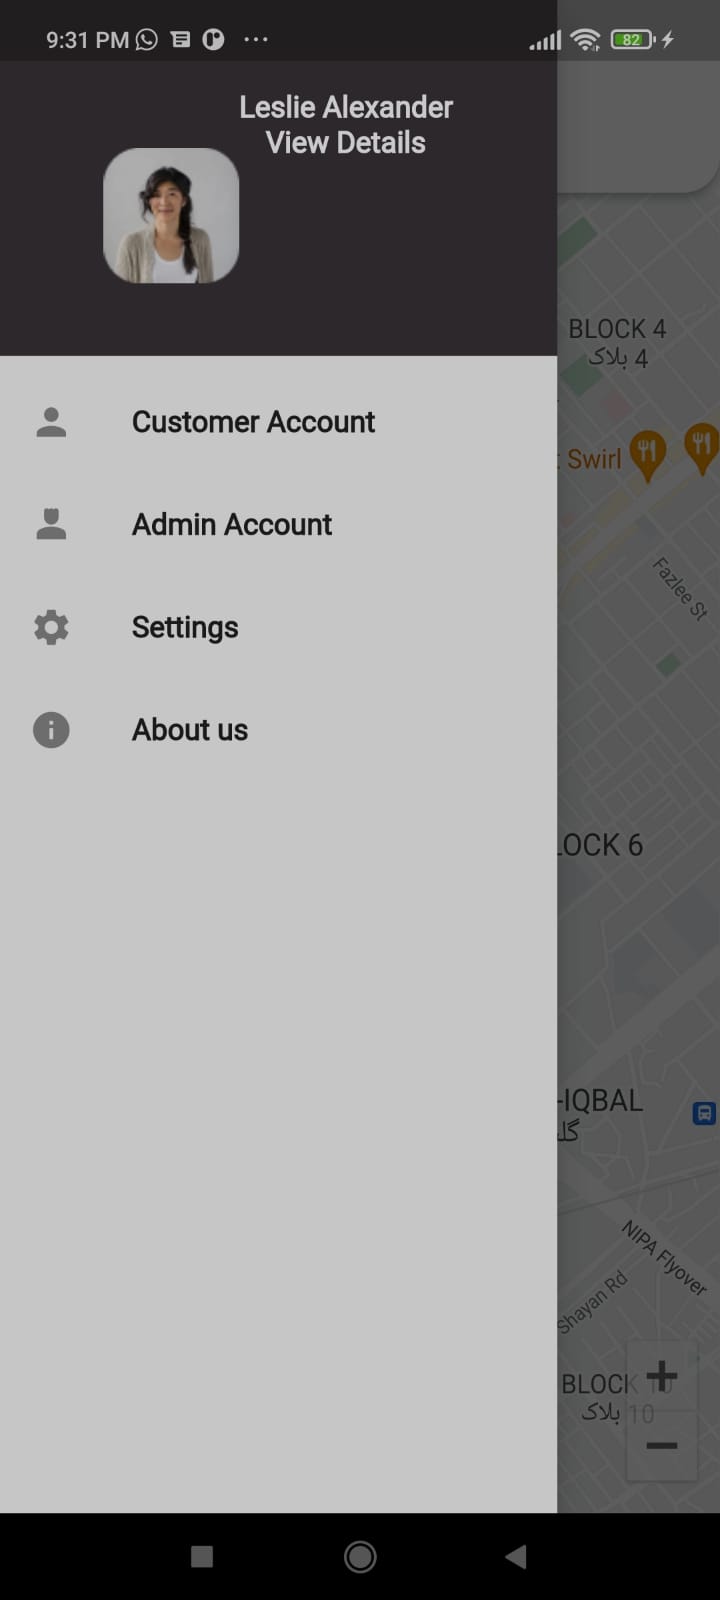 9:31 PM
82
Leslie Alexander
View Details
Customer Account
Admin Account
Settings
About us
BLOCK 4
بلاک 4
Swirl
Fazlee St
LOCK 6
-IQBAL
گل
NIPA Flyover
Shayan Rd
BLOCK 10
بلاک 10